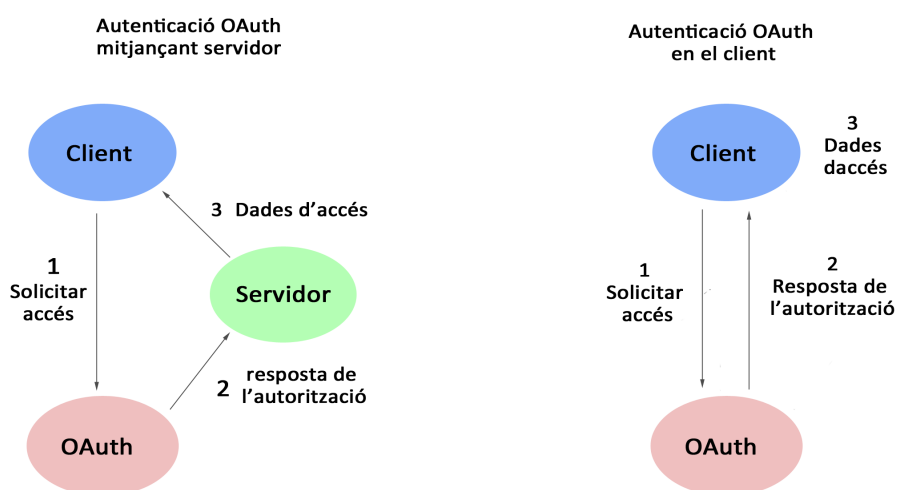 Autenticació OAuth
mitjançant servidor
Client
3 Dades d’accés
1
Solicitar
accés
Servidor
2 resposta de
l’autorització
OAuth
Autenticació OAuth
en el client
Client
3
Dades
daccés
1
Solicitar
accés
2
Resposta de
l’autorització
OAuth